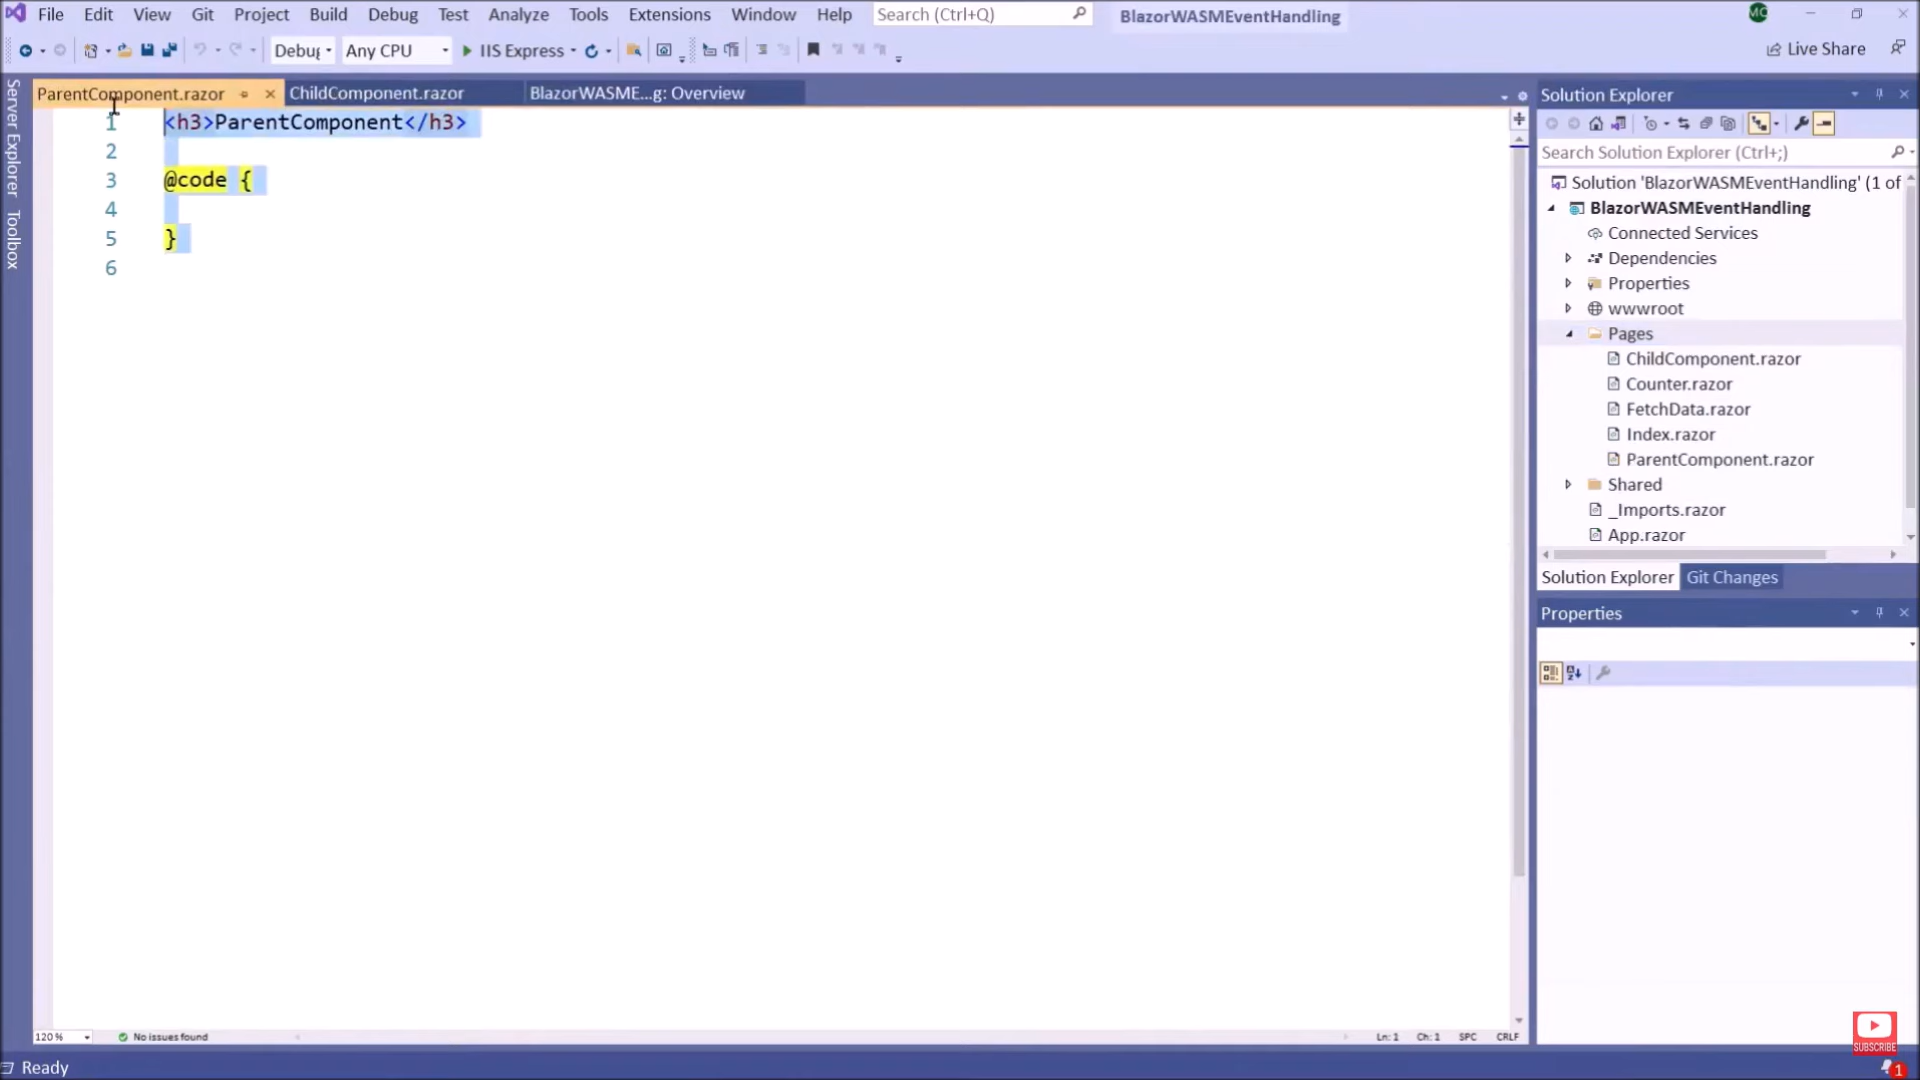 File Edit View Git Project Build Debug Test Analyze Tools Extensions Window Help Search (Ctrl+Q) BlazorWASMEventHandling MC
Debug Any CPU IIS Express Live Share
Server Explorer
Toolbox
ParentComponent.razor ChildComponent.razor BlazorWASME...g: Overview
1 <h3>ParentComponent</h3>
2
3 @code {
4
5 }
6
Solution Explorer
Search Solution Explorer (Ctrl+;)
Solution 'BlazorWASMEventHandling' (1 of
BlazorWASMEventHandling
Connected Services
Dependencies
Properties
wwwroot
Pages
ChildComponent.razor
Counter.razor
FetchData.razor
Index.razor
ParentComponent.razor
Shared
_Imports.razor
App.razor
Solution Explorer Git Changes
Properties
120 % No issues found Ln: 1 Ch: 1 SPC CRLF
SUBSCRIBE
Ready 1